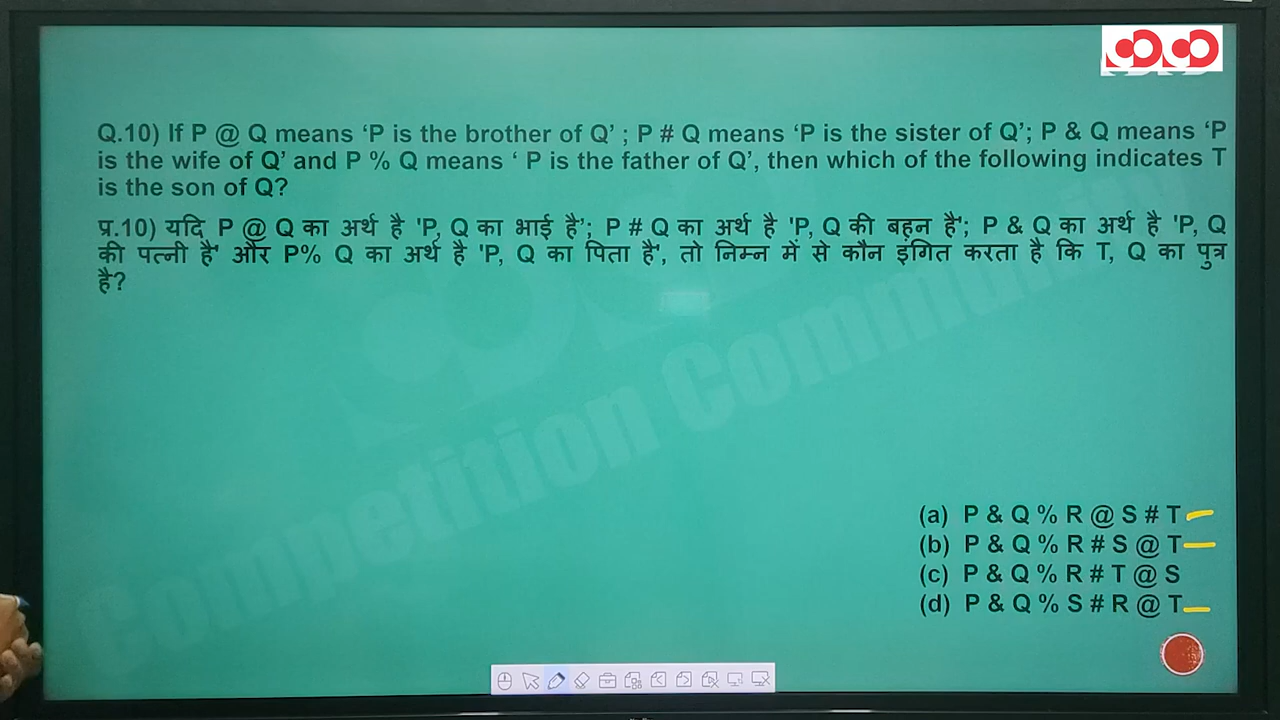 Q.10) If P @ Q means ‘P is the brother of Q’ ; P # Q means ‘P is the sister of Q’; P & Q means ‘P
is the wife of Q’ and P % Q means ‘ P is the father of Q’, then which of the following indicates T
is the son of Q?
प्र.10) यदि P @ Q का अर्थ है 'P, Q का भाई है’; P # Q का अर्थ है 'P, Q की बहन है'; P & Q का अर्थ है 'P, Q
की पत्नी है' और P% Q का अर्थ है 'P, Q का पिता है', तो निम्न में से कौन इंगित करता है कि T, Q का पुत्र
है?
Competition Community
(a) P & Q % R @ S # T
(b) P & Q % R # S @ T
(c) P & Q % R # T @ S
(d) P & Q % S # R @ T